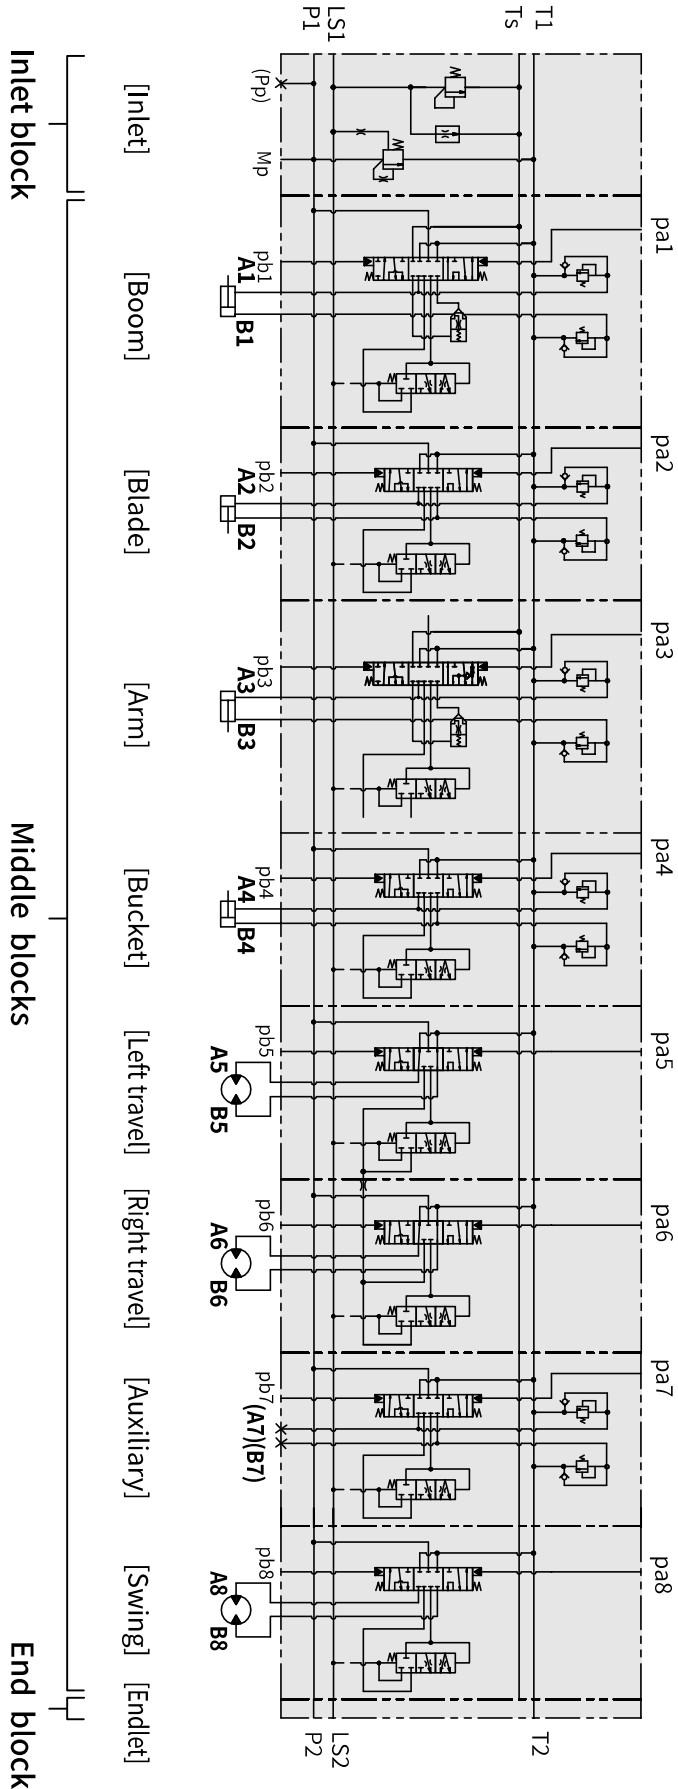 P1
LS1
Ts
T1
Inlet block
[Inlet]
(Pp)
Mp
Middle blocks
[Boom]
pb1
A1
B1
pa1
[Blade]
pb2
A2
B2
pa2
[Arm]
pb3
A3
B3
pa3
[Bucket]
pb4
A4
B4
pa4
[Left travel]
pb5
A5
B5
pa5
[Right travel]
pb6
A6
B6
pa6
[Auxiliary]
pb7
(A7)(B7)
pa7
[Swing]
pb8
A8
B8
pa8
End block
[Endlet]
P2
LS2
T2